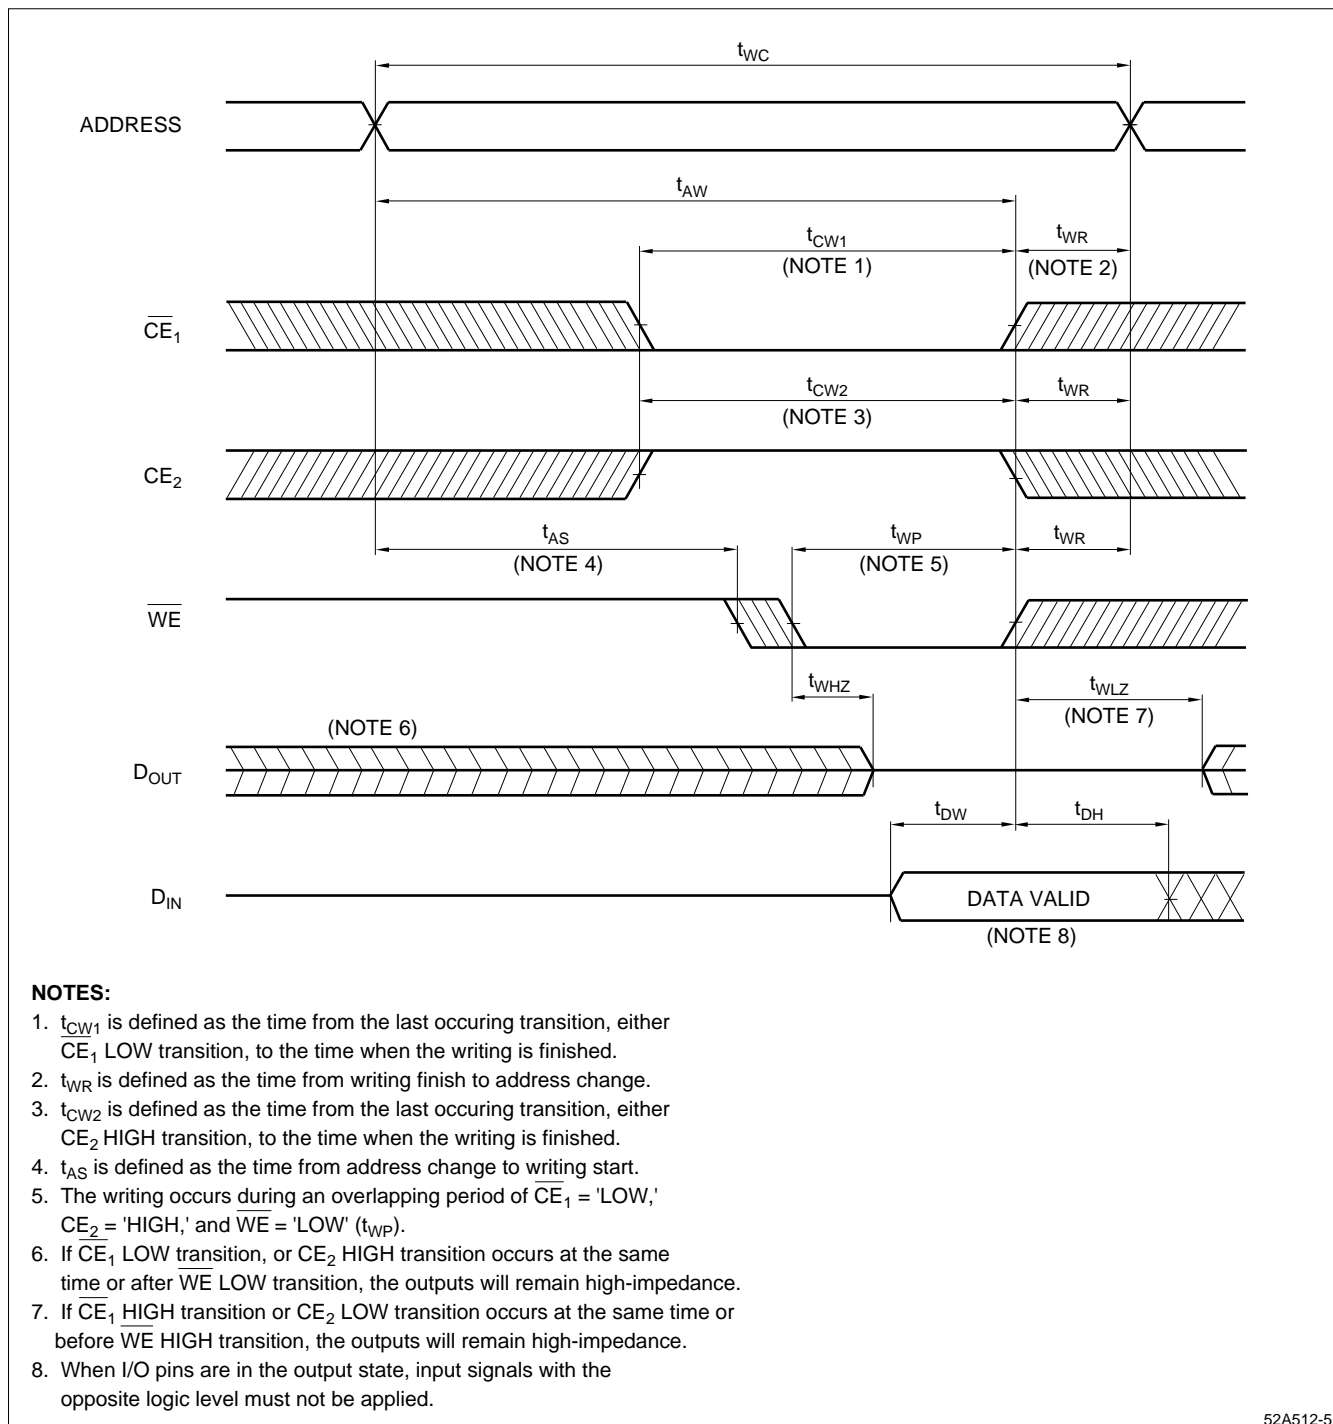 tWC
ADDRESS
tAW
tCW1 tWR
(NOTE 1) (NOTE 2)
CE1
tCW2 tWR
(NOTE 3)
CE2
tAS tWP tWR
(NOTE 4) (NOTE 5)
WE
tWHZ tWLZ
(NOTE 6) (NOTE 7)
DOUT
tDW tDH
DIN DATA VALID
(NOTE 8)
NOTES:
1. tCW1 is defined as the time from the last occuring transition, either
CE1 LOW transition, to the time when the writing is finished.
2. tWR is defined as the time from writing finish to address change.
3. tCW2 is defined as the time from the last occuring transition, either
CE2 HIGH transition, to the time when the writing is finished.
4. tAS is defined as the time from address change to writing start.
5. The writing occurs during an overlapping period of CE1 = 'LOW,'
CE2 = 'HIGH,' and WE = 'LOW' (tWP).
6. If CE1 LOW transition, or CE2 HIGH transition occurs at the same
time or after WE LOW transition, the outputs will remain high-impedance.
7. If CE1 HIGH transition or CE2 LOW transition occurs at the same time or
before WE HIGH transition, the outputs will remain high-impedance.
8. When I/O pins are in the output state, input signals with the
opposite logic level must not be applied.
52A512-5